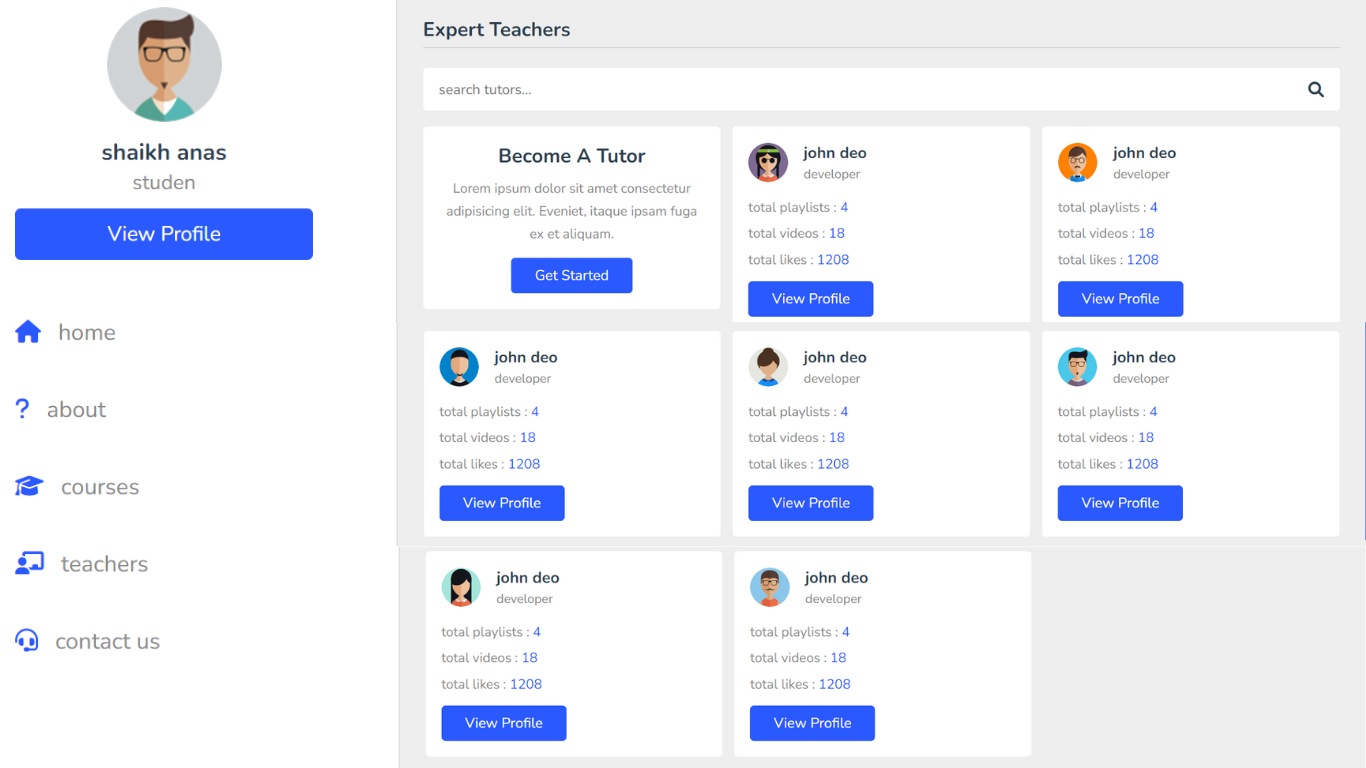 shaikh anas
studen
View Profile
home
about
courses
teachers
contact us
Expert Teachers
search tutors...
Become A Tutor
Lorem ipsum dolor sit amet consectetur
adipisicing elit. Eveniet, itaque ipsam fuga
ex et aliquam.
Get Started
john deo
developer
total playlists : 4
total videos : 18
total likes : 1208
View Profile
john deo
developer
total playlists : 4
total videos : 18
total likes : 1208
View Profile
john deo
developer
total playlists : 4
total videos : 18
total likes : 1208
View Profile
john deo
developer
total playlists : 4
total videos : 18
total likes : 1208
View Profile
john deo
developer
total playlists : 4
total videos : 18
total likes : 1208
View Profile
john deo
developer
total playlists : 4
total videos : 18
total likes : 1208
View Profile
john deo
developer
total playlists : 4
total videos : 18
total likes : 1208
View Profile